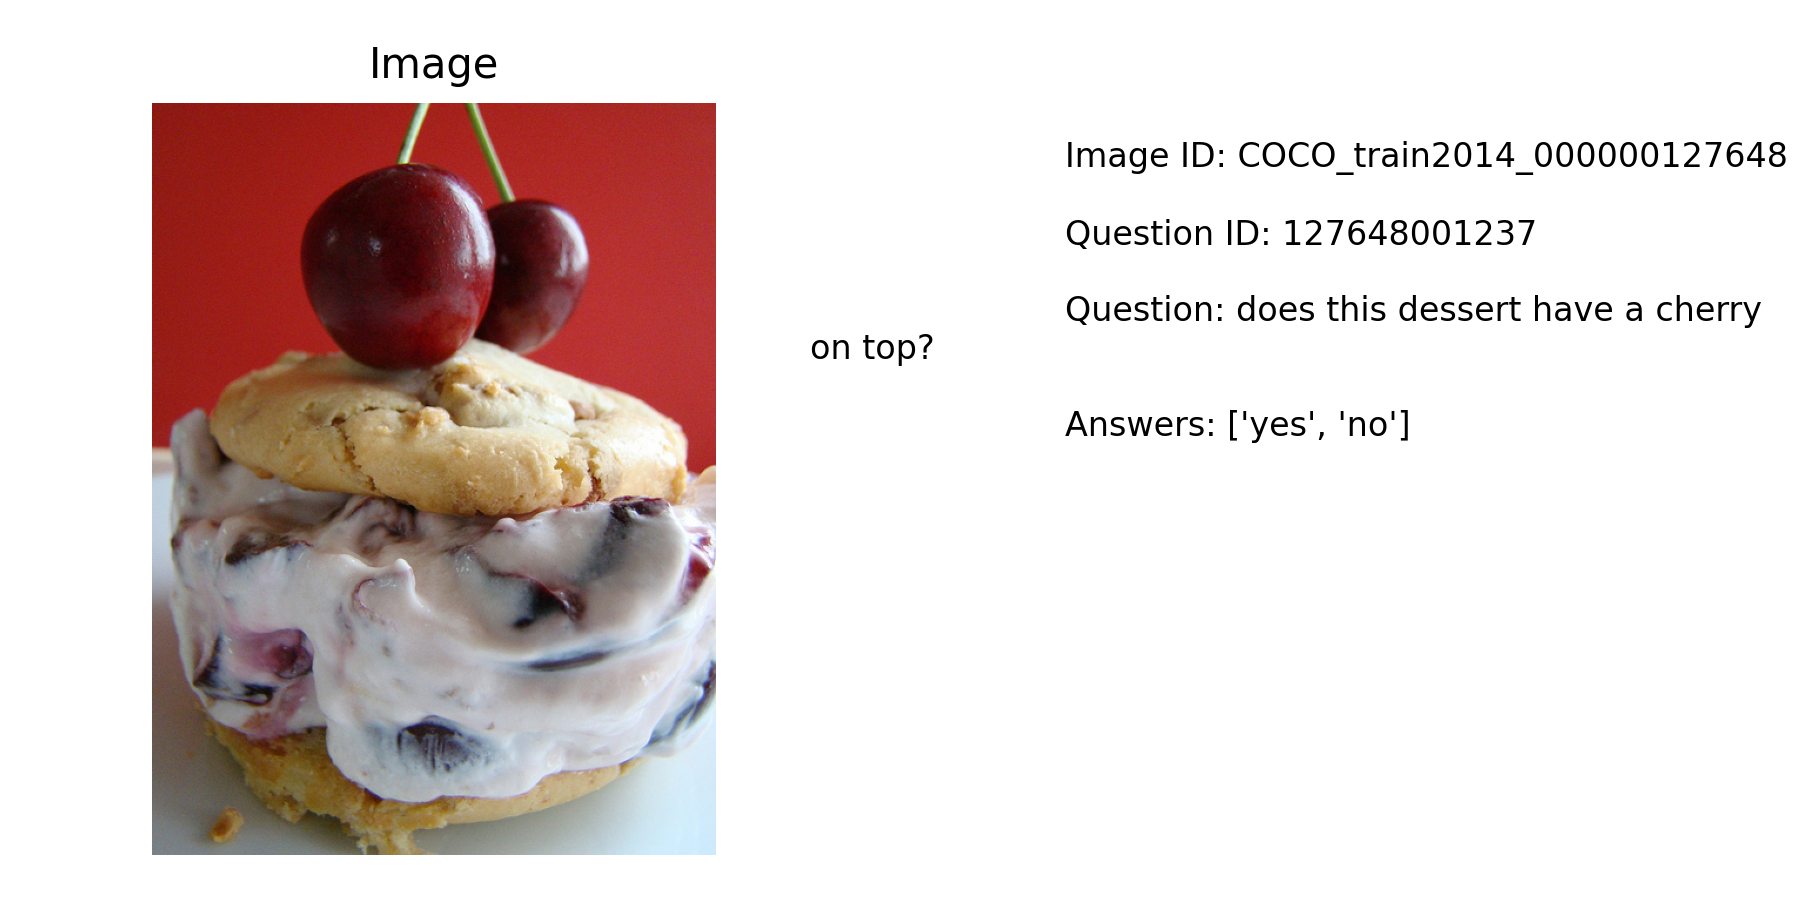 Image
Image ID: COCO_train2014_000000127648
Question ID: 127648001237
Question: does this dessert have a cherry
on top?
Answers: ['yes', 'no']